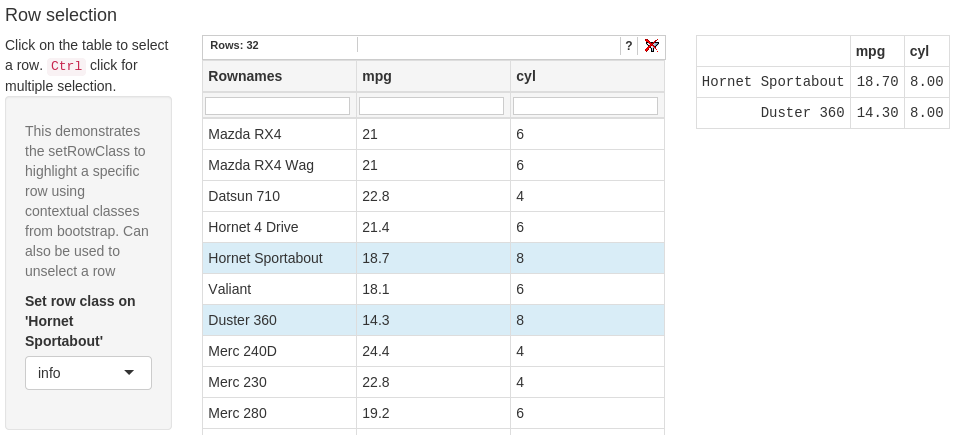 Row selection
Click on the table to select
a row. Ctrl click for
multiple selection.
This demonstrates
the setRowClass to
highlight a specific
row using
contextual classes
from bootstrap. Can
also be used to
unselect a row
Set row class on
'Hornet
Sportabout'
info
Rows: 32 ?
Rownames mpg cyl
Mazda RX4 21 6
Mazda RX4 Wag 21 6
Datsun 710 22.8 4
Hornet 4 Drive 21.4 6
Hornet Sportabout 18.7 8
Valiant 18.1 6
Duster 360 14.3 8
Merc 240D 24.4 4
Merc 230 22.8 4
Merc 280 19.2 6
mpg cyl
Hornet Sportabout 18.70 8.00
Duster 360 14.30 8.00